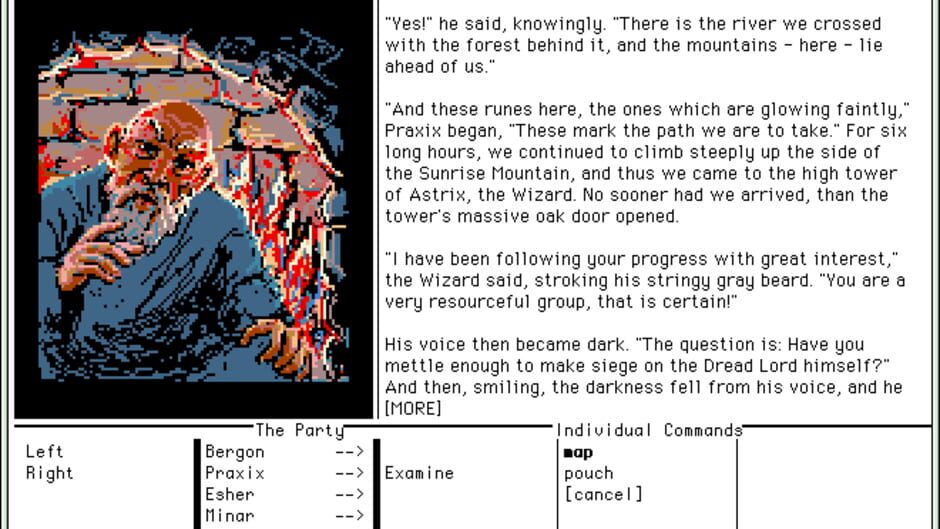 "Yes!" he said, knowingly. "There is the river we crossed
with the forest behind it, and the mountains - here - lie
ahead of us."
"And these runes here, the ones which are glowing faintly,"
Praxix began, "These mark the path we are to take." For six
long hours, we continued to climb steeply up the side of
the Sunrise Mountain, and thus we came to the high tower
of Astrix, the Wizard. No sooner had we arrived, than the
tower's massive oak door opened.
"I have been following your progress with great interest,"
the Wizard said, stroking his stringy gray beard. "You are a
very resourceful group, that is certain!"
His voice then became dark. "The question is: Have you
mettle enough to make siege on the Dread Lord himself?"
And then, smiling, the darkness fell from his voice, and he
[MORE]
The Party
Individual Commands
Left
Right
Bergon -->
Praxix -->
Esher -->
Minar -->
Examine
map
pouch
[cancel]